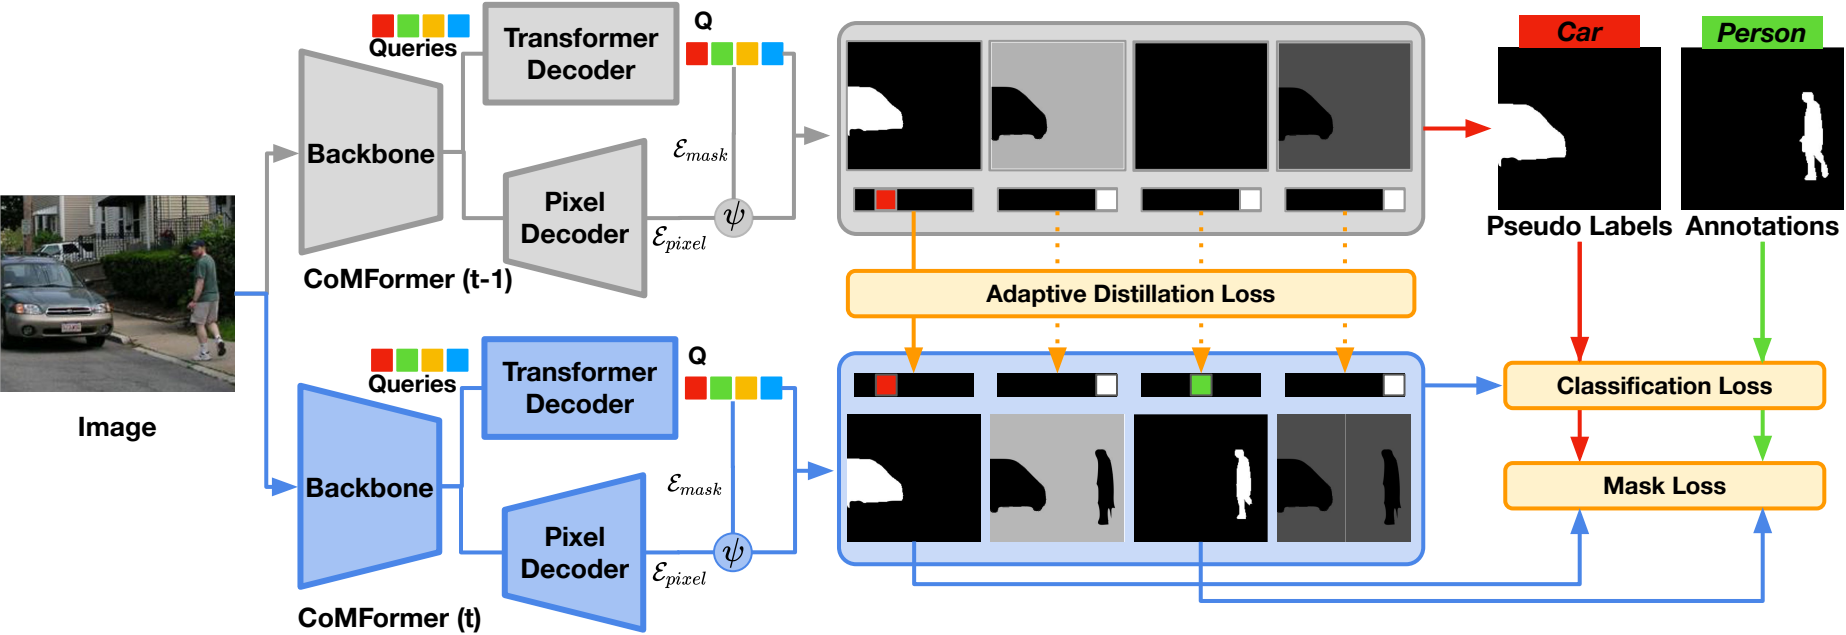 Queries
Transformer
Decoder
Q
Backbone
Pixel
Decoder
ℰmask
ℰpixel
ψ
CoMFormer (t-1)
Image
Queries
Transformer
Decoder
Q
Backbone
Pixel
Decoder
ℰmask
ℰpixel
ψ
CoMFormer (t)
Adaptive Distillation Loss
Car
Person
Pseudo Labels
Annotations
Classification Loss
Mask Loss